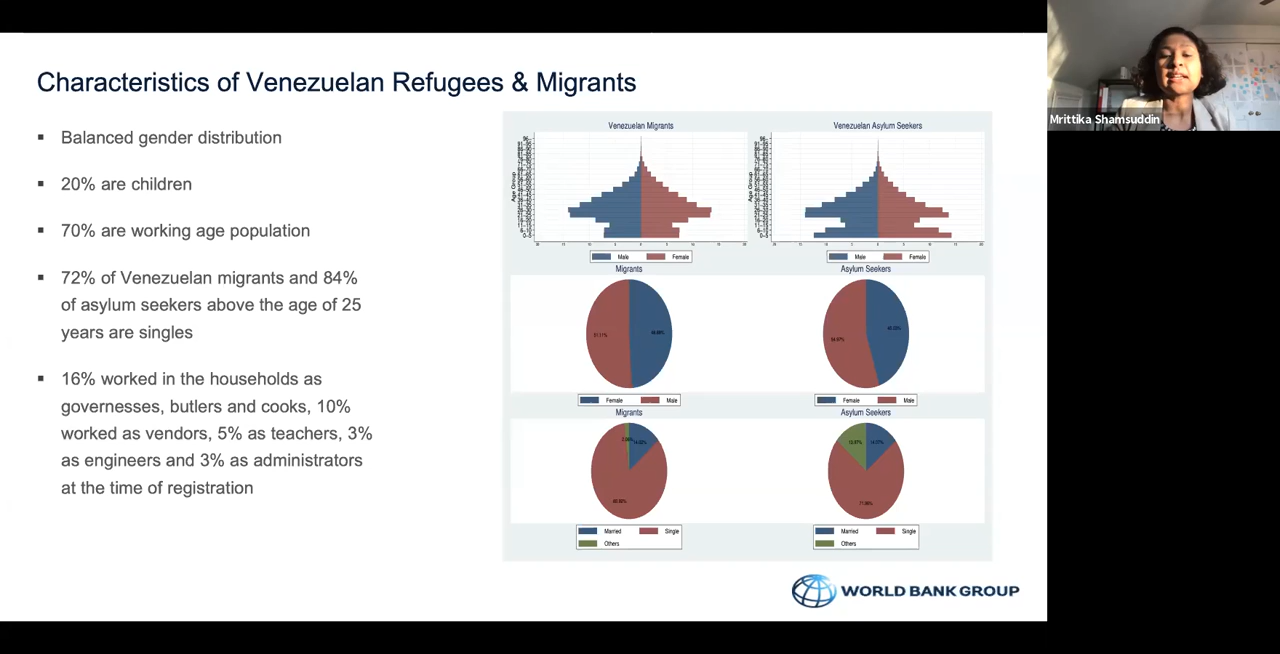 Characteristics of Venezuelan Refugees & Migrants
Mrittika Shamsuddin
▪ Balanced gender distribution
▪ 20% are children
▪ 70% are working age population
▪ 72% of Venezuelan migrants and 84%
of asylum seekers above the age of 25
years are singles
▪ 16% worked in the households as
governesses, butlers and cooks, 10%
worked as vendors, 5% as teachers, 3%
as engineers and 3% as administrators
at the time of registration
Venezuelan Migrants
Age Group
Male Female
Venezuelan Asylum Seekers
Age Group
Male Female
Migrants
Female Male
Asylum Seekers
Female Male
Migrants
Married Single
Others
Asylum Seekers
Married Single
Others
WORLD BANK GROUP